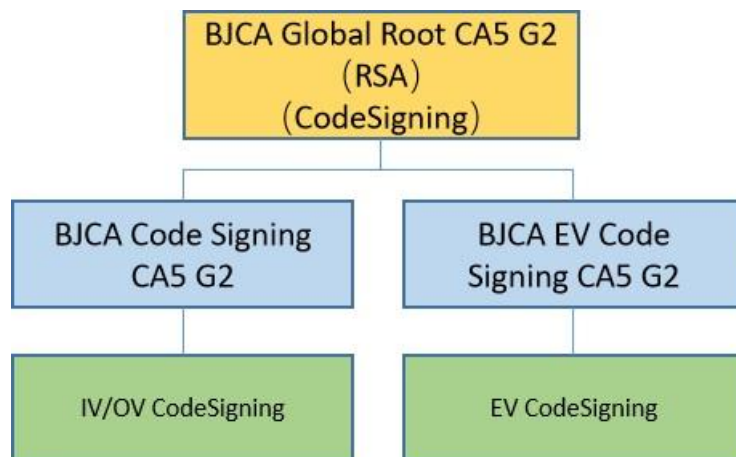 BJCA Global Root CA5 G2
（RSA）
（CodeSigning）
BJCA Code Signing
CA5 G2
BJCA EV Code
Signing CA5 G2
IV/OV CodeSigning
EV CodeSigning